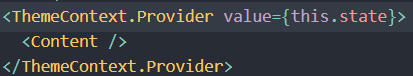 <ThemeContext.Provider value={this.state}>
  <Content />
</ThemeContext.Provider>